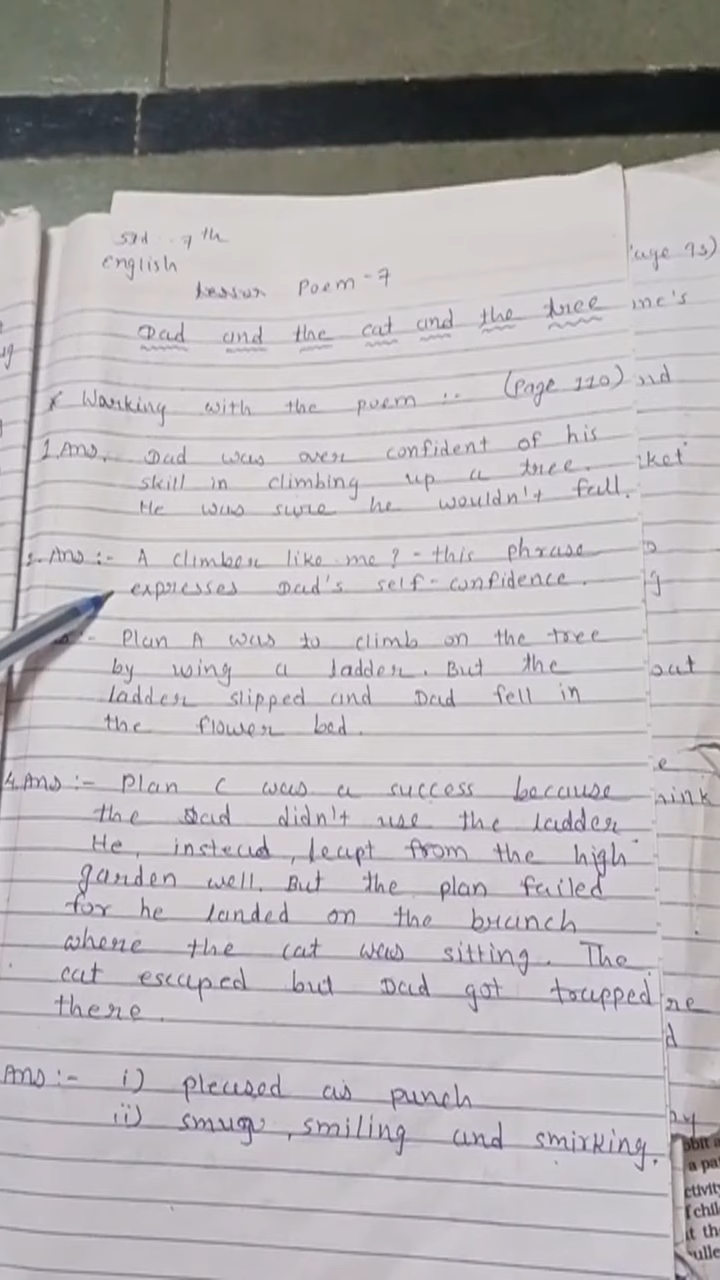 Std. 7th
English
Poem - 7
Dad and the cat and the tree
* Warking with the poem :- (Page 110)
1. Ans. Dad was over confident of his
skill in climbing up a tree.
He was sure he wouldn't fall.
Ans :- A climber like me ? - this phrase
expresses Dad's self-confidence.
:- Plan A was to climb on the tree
by wing a ladder. But the
ladder slipped and Dad fell in
the flower bed.
4. Ans :- Plan C was a success because
the Dad didn't use the ladder
He, instead, leapt from the high
garden well. But the plan failed
for he landed on the branch
where the cat was sitting. The
cat escaped but Dad got trapped
there.
Ans :- i) pleased as punch
ii) smug, smiling and smirking.